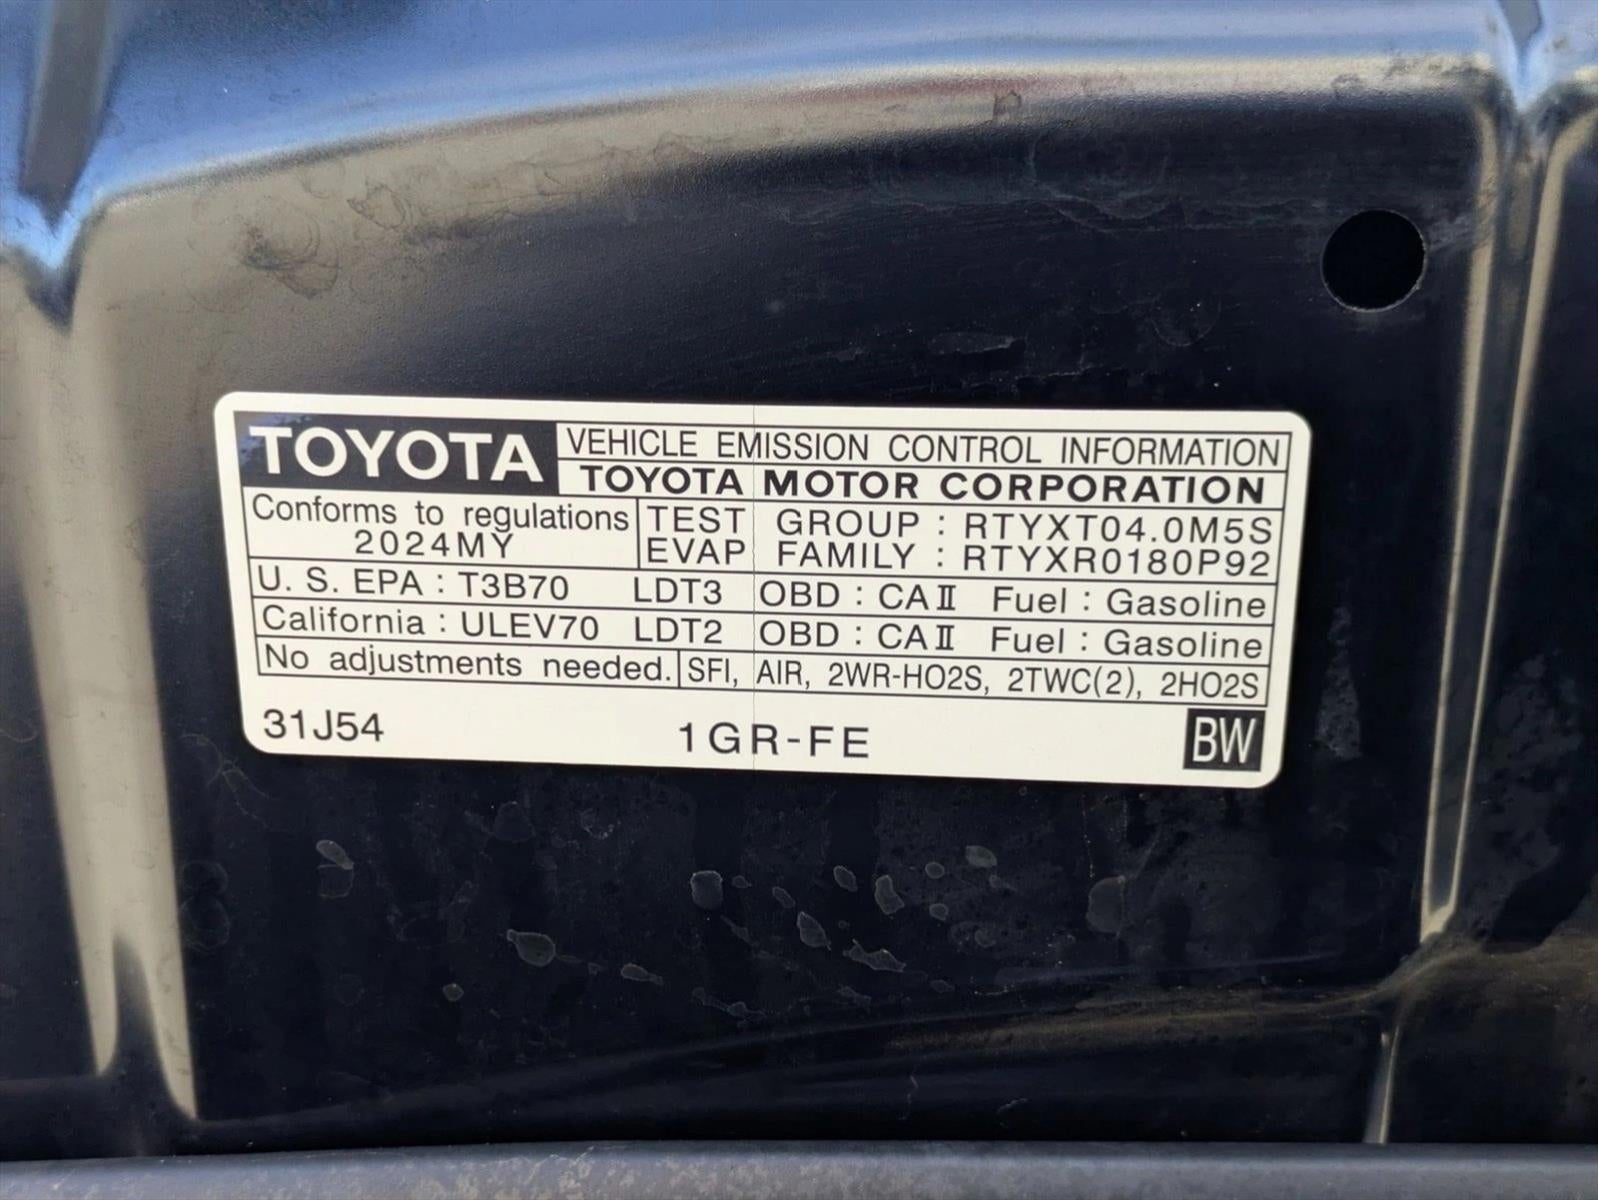 TOYOTA VEHICLE EMISSION CONTROL INFORMATION
TOYOTA MOTOR CORPORATION
Conforms to regulations
2024MY
TEST GROUP : RTYXT04.0M5S
EVAP FAMILY : RTYXR0180P92
U. S. EPA : T3B70 LDT3 OBD : CAⅡ Fuel : Gasoline
California : ULEV70 LDT2 OBD : CAⅡ Fuel : Gasoline
No adjustments needed. SFI, AIR, 2WR-HO2S, 2TWC(2), 2HO2S
31J54 1GR-FE BW